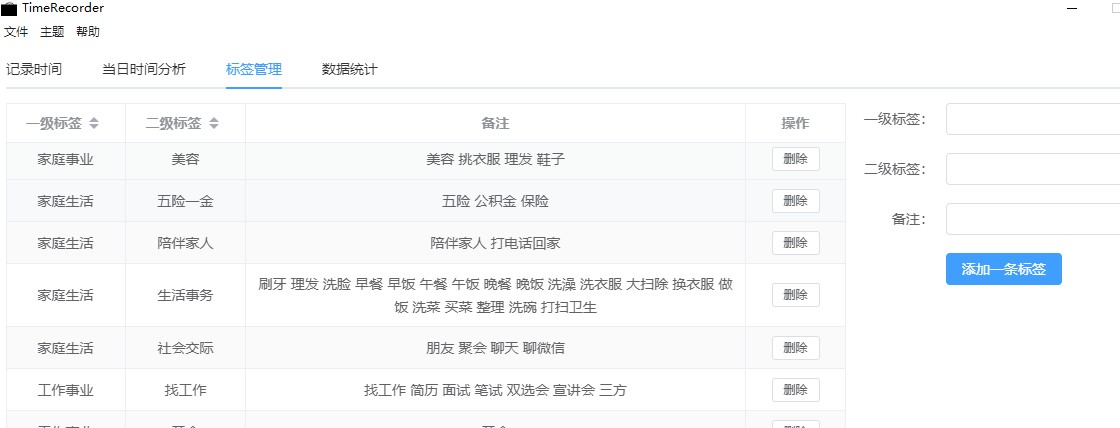 TimeRecorder
文件 主题 帮助
记录时间 当日时间分析 标签管理 数据统计
一级标签 二级标签 备注 操作
家庭事业 美容 美容 挑衣服 理发 鞋子 删除
家庭生活 五险一金 五险 公积金 保险 删除
家庭生活 陪伴家人 陪伴家人 打电话回家 删除
家庭生活 生活事务 刷牙 理发 洗脸 早餐 早饭 午餐 午饭 晚餐 晚饭 洗澡 洗衣服 大扫除 换衣服 做
饭 洗菜 买菜 整理 洗碗 打扫卫生 删除
家庭生活 社会交际 朋友 聚会 聊天 聊微信 删除
工作事业 找工作 找工作 简历 面试 笔试 双选会 宣讲会 三方 删除
一级标签:
二级标签:
备注:
添加一条标签